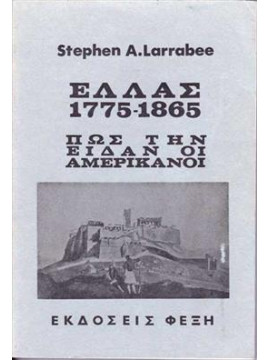 Stephen A.Larrabee
ΕΛΛΑΣ
1775-1865
ΠΩΣ ΤΗΝ
ΕΙΔΑΝ ΟΙ
ΑΜΕΡΙΚΑΝΟΙ
ΕΚΔΟΣΕΙΣ ΦΕΞΗ